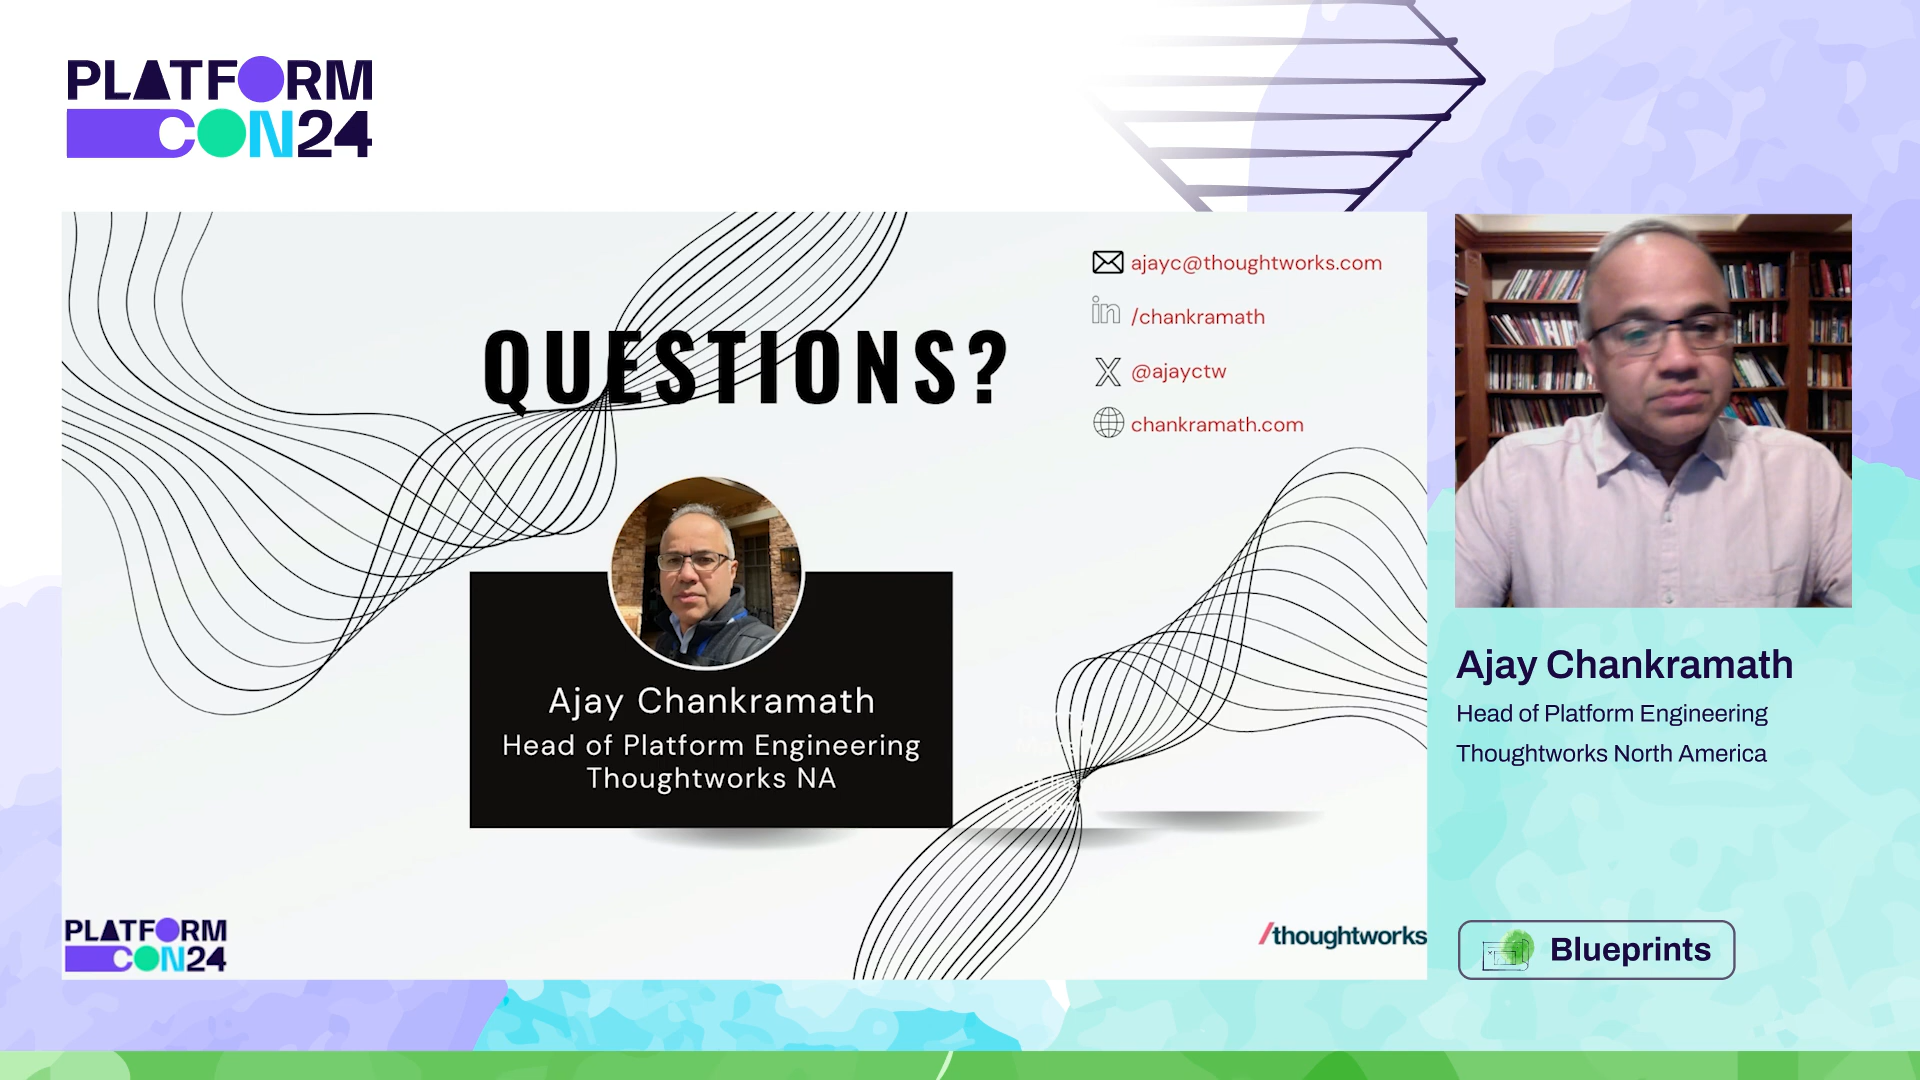 PLATFORM
CON24
ajayc@thoughtworks.com
in /chankramath
X @ajayctw
chankramath.com
QUESTIONS?
Ajay Chankramath
Head of Platform Engineering
Thoughtworks NA
PLATFORM
CON24
/thoughtworks
Ajay Chankramath
Head of Platform Engineering
Thoughtworks North America
Blueprints